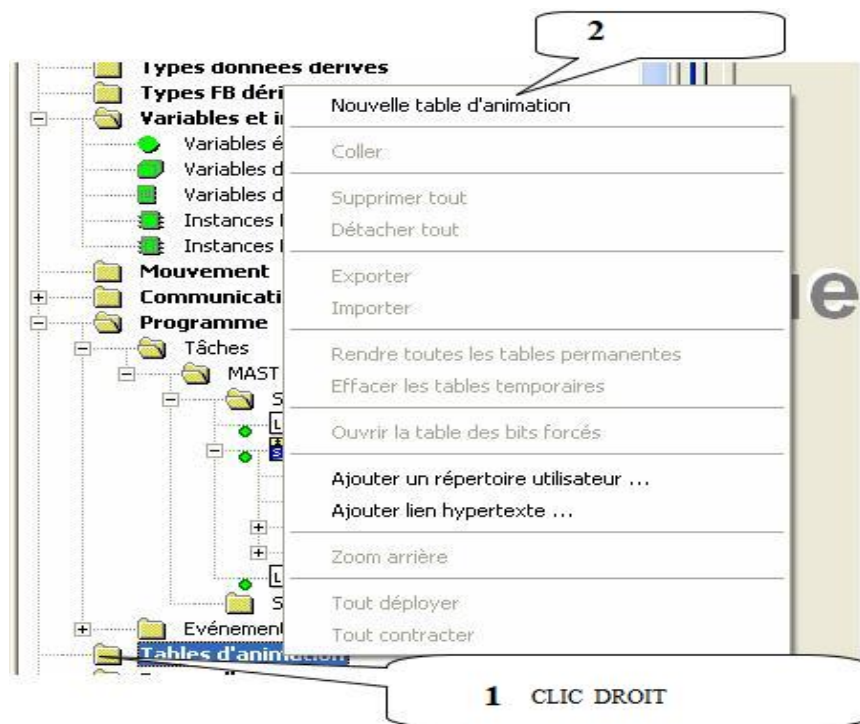 2
Types données dérivés
Types FB déri
Variables et i
Variables é
Variables d
Variables d
Instances
Instances
Mouvement
Communicati
Programme
Tâches
MAST
S
L
S
L
S
Evénement
Tables d'animation
Nouvelle table d'animation
Coller
Supprimer tout
Détacher tout
Exporter
Importer
Rendre toutes les tables permanentes
Effacer les tables temporaires
Ouvrir la table des bits forcés
Ajouter un répertoire utilisateur ...
Ajouter lien hypertexte ...
Zoom arrière
Tout déployer
Tout contracter
ue
1 CLIC DROIT